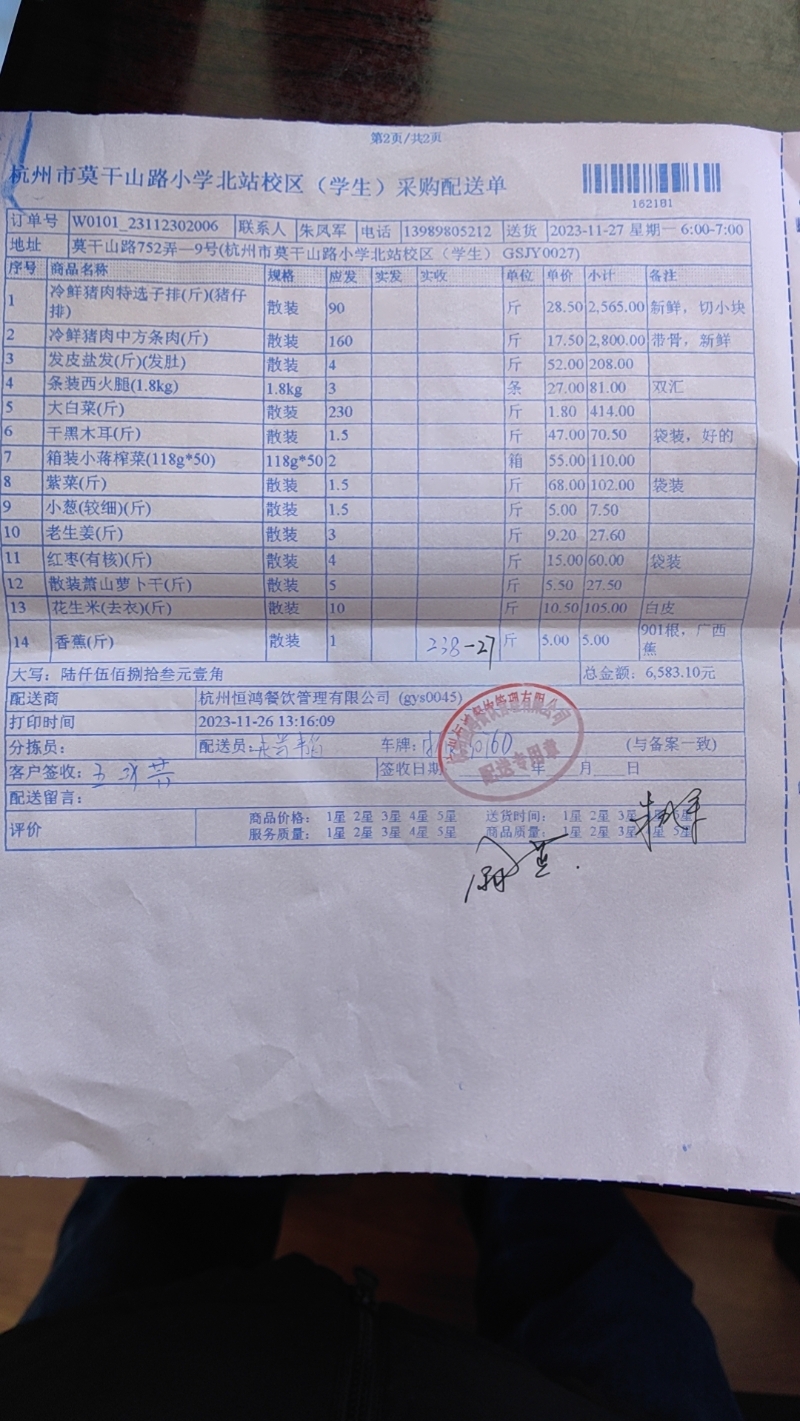 第2页/共2页
杭州市莫干山路小学北站校区（学生）采购配送单
162181
订单号 W0101_23112302006 联系人 朱凤军 电话 13989805212 送货 2023-11-27 星期一 6:00-7:00
地址 莫干山路752弄一9号(杭州市莫干山路小学北站校区（学生） GSJY0027)
序号 商品名称 规格 应发 实发 实收 单位 单价 小计 备注
1 冷鲜猪肉特选子排(斤)(猪仔排) 散装 90 斤 28.50 2,565.00 新鲜，切小块
2 冷鲜猪肉中方条肉(斤) 散装 160 斤 17.50 2,800.00 带骨，新鲜
3 发皮盐发(斤)(发肚) 散装 4 斤 52.00 208.00
4 条装西火腿(1.8kg) 1.8kg 3 条 27.00 81.00 双汇
5 大白菜(斤) 散装 230 斤 1.80 414.00
6 干黑木耳(斤) 散装 1.5 斤 47.00 70.50 袋装，好的
7 箱装小蒋榨菜(118g*50) 118g*50 2 箱 55.00 110.00
8 紫菜(斤) 散装 1.5 斤 68.00 102.00 袋装
9 小葱(较细)(斤) 散装 1.5 斤 5.00 7.50
10 老生姜(斤) 散装 3 斤 9.20 27.60
11 红枣(有核)(斤) 散装 4 斤 15.00 60.00 袋装
12 散装萧山萝卜干(斤) 散装 5 斤 5.50 27.50
13 花生米(去衣)(斤) 散装 10 斤 10.50 105.00 白皮
14 香蕉(斤) 散装 1 238-27 斤 5.00 5.00 901根，广西蕉
大写：陆仟伍佰捌拾叁元壹角 总金额：6,583.10元
配送商 杭州恒鸿餐饮管理有限公司 (gys0045)
打印时间 2023-11-26 13:16:09
分拣员： 配送员： 车牌： (与备案一致)
配送专用章
客户签收： 签收日期 年 月 日
配送留言：
评价 商品价格： 1星 2星 3星 4星 5星 送货时间： 1星 2星 3星 5星
服务质量： 1星 2星 3星 4星 5星 商品质量： 1星 2星 3星 星 5星